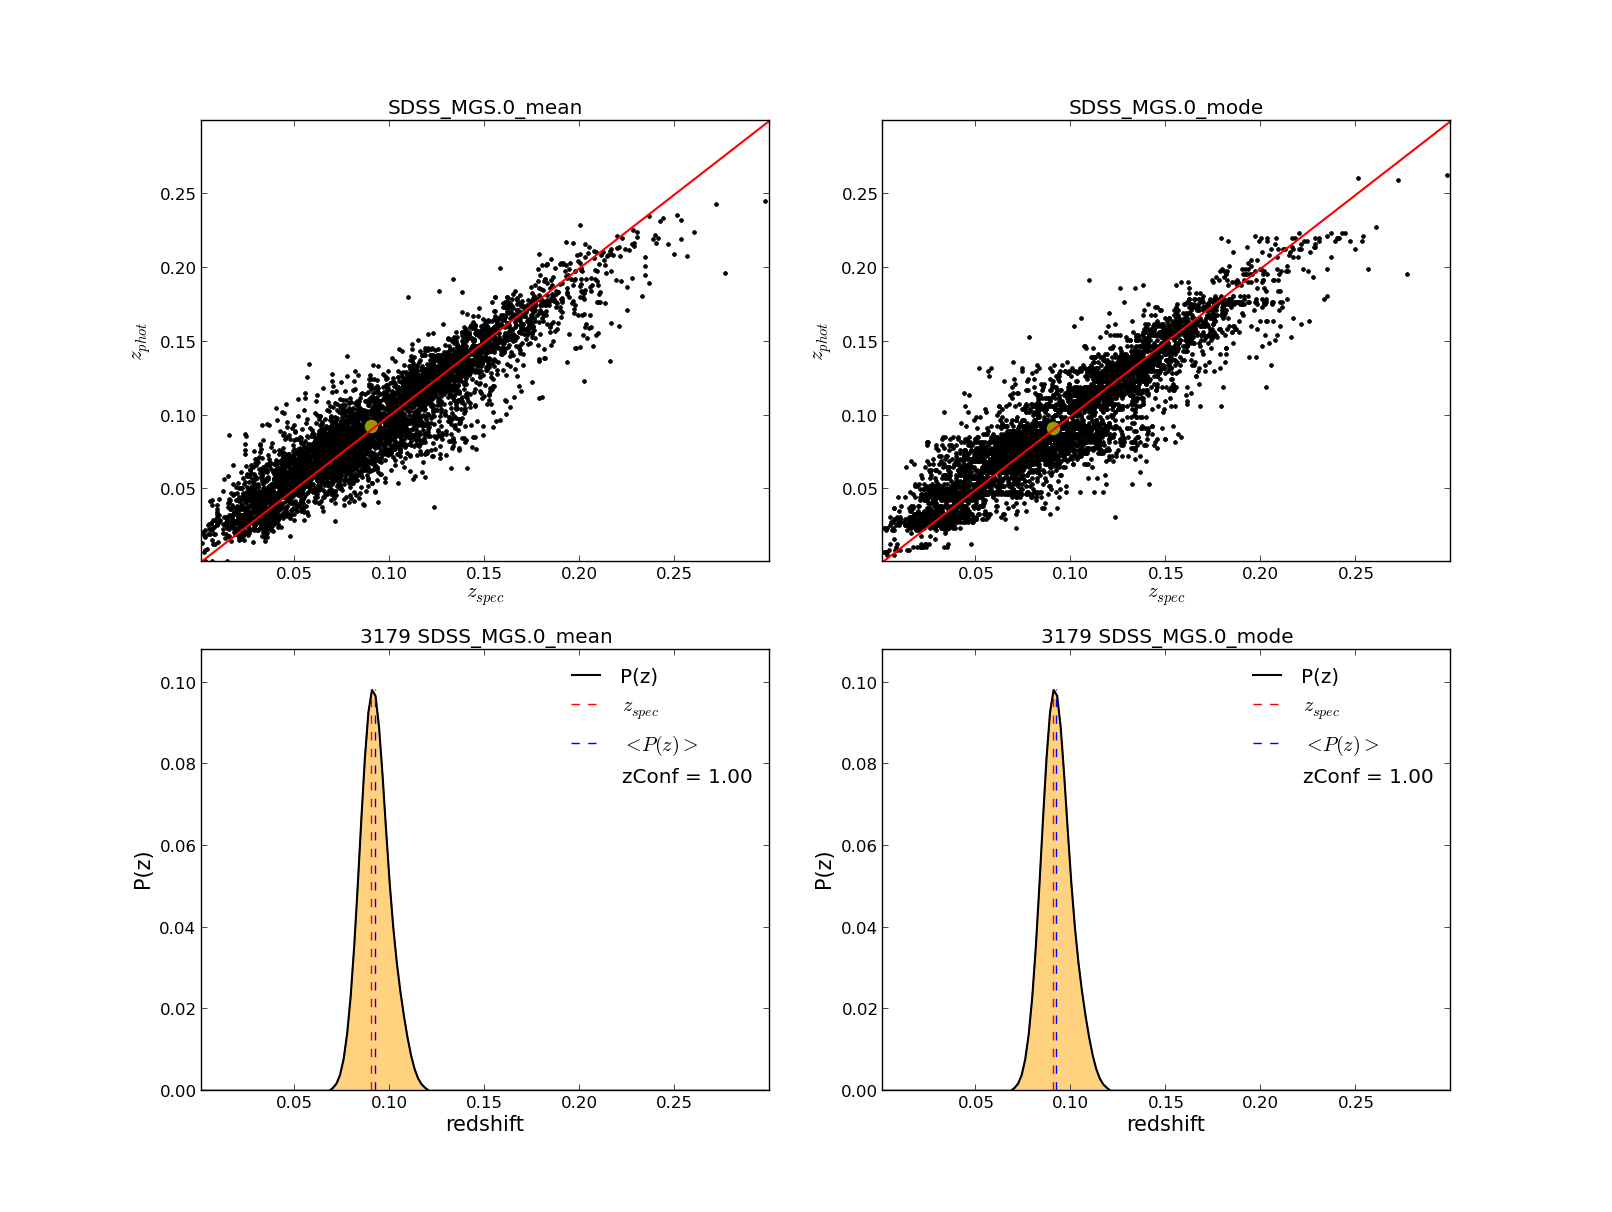 SDSS_MGS.0_mean
0.25
0.20
0.15
0.10
0.05
z_phot
0.05 0.10 0.15 0.20 0.25
z_spec
SDSS_MGS.0_mode
0.25
0.20
0.15
0.10
0.05
z_phot
0.05 0.10 0.15 0.20 0.25
z_spec
3179 SDSS_MGS.0_mean
P(z)
z_spec
<P(z)>
zConf = 1.00
0.10
0.08
0.06
0.04
0.02
0.00
P(z)
0.05 0.10 0.15 0.20 0.25
redshift
3179 SDSS_MGS.0_mode
P(z)
z_spec
<P(z)>
zConf = 1.00
0.10
0.08
0.06
0.04
0.02
0.00
P(z)
0.05 0.10 0.15 0.20 0.25
redshift